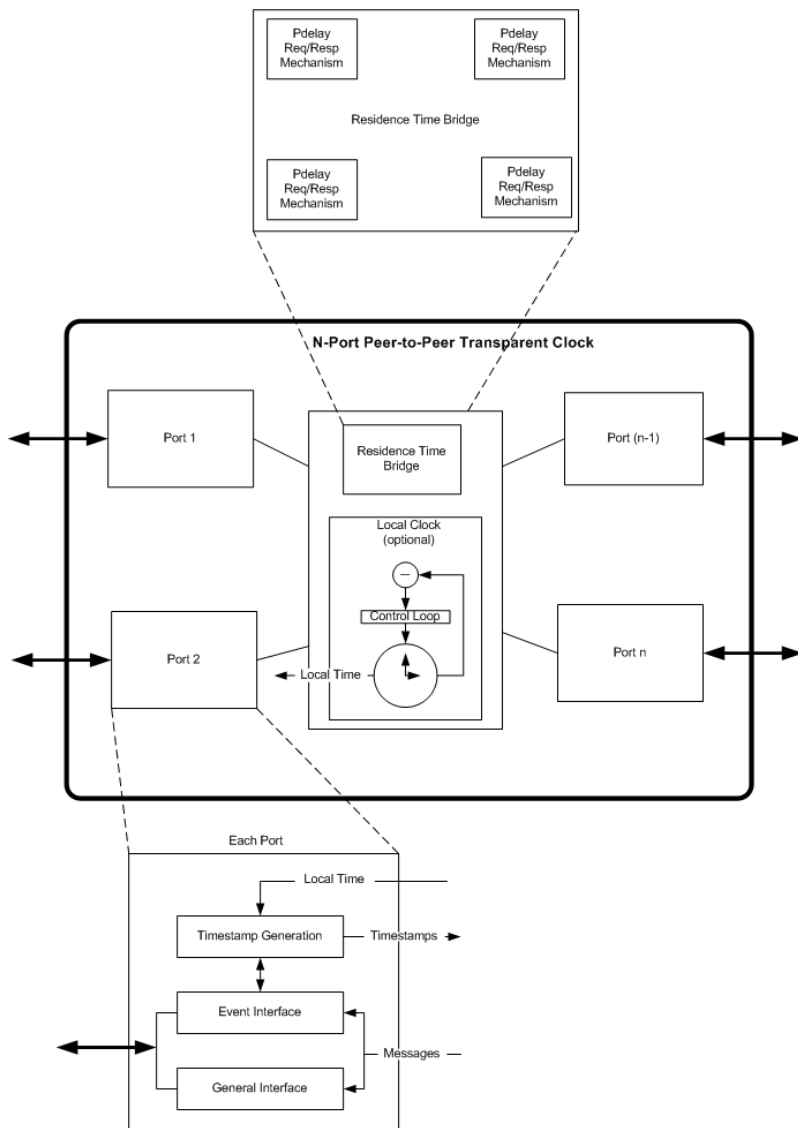 Pdelay
Req/Resp
Mechanism
Pdelay
Req/Resp
Mechanism
Residence Time Bridge
Pdelay
Req/Resp
Mechanism
Pdelay
Req/Resp
Mechanism
N-Port Peer-to-Peer Transparent Clock
Port 1
Port (n-1)
Residence Time
Bridge
Local Clock
(optional)
Control Loop
Port 2
Local Time
Port n
Each Port
Local Time
Timestamp Generation
Timestamps
Event Interface
Messages
General Interface